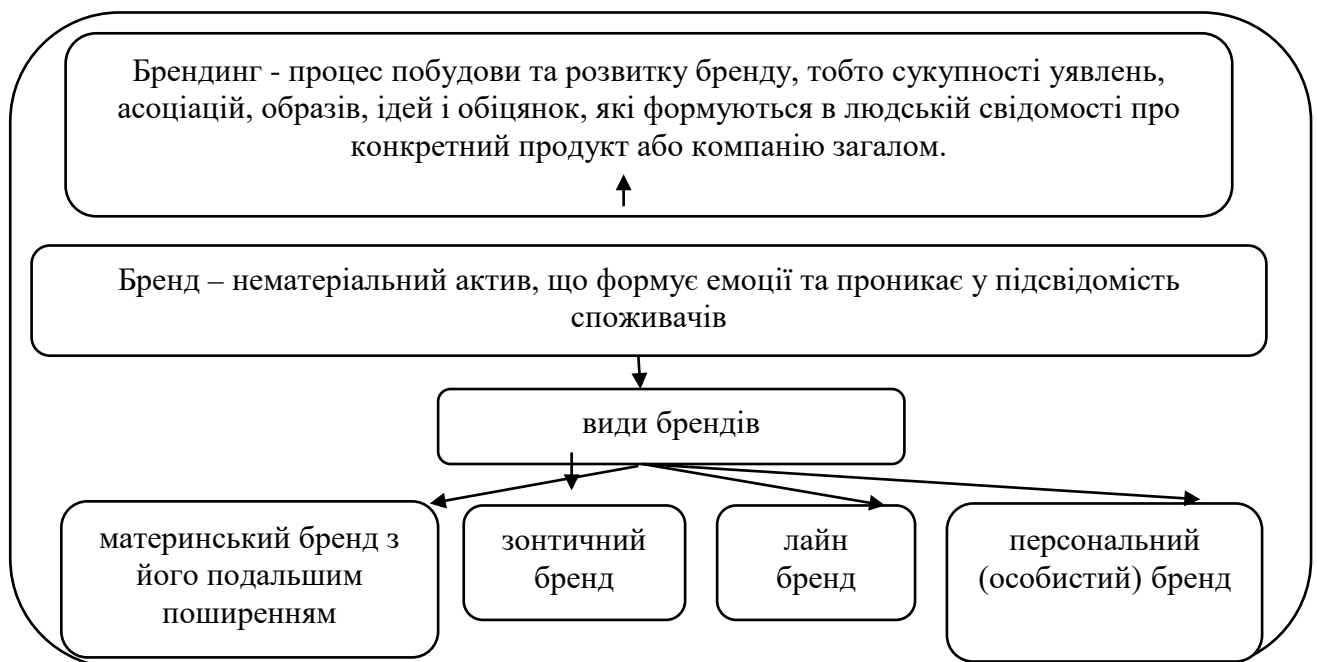 Брендинг - процес побудови та розвитку бренду, тобто сукупності уявлень,
асоціацій, образів, ідей і обіцянок, які формуються в людській свідомості про
конкретний продукт або компанію загалом.
Бренд – нематеріальний актив, що формує емоції та проникає у підсвідомість
споживачів
види брендів
материнський бренд з
його подальшим
поширенням
зонтичний
бренд
лайн
бренд
персональний
(особистий) бренд